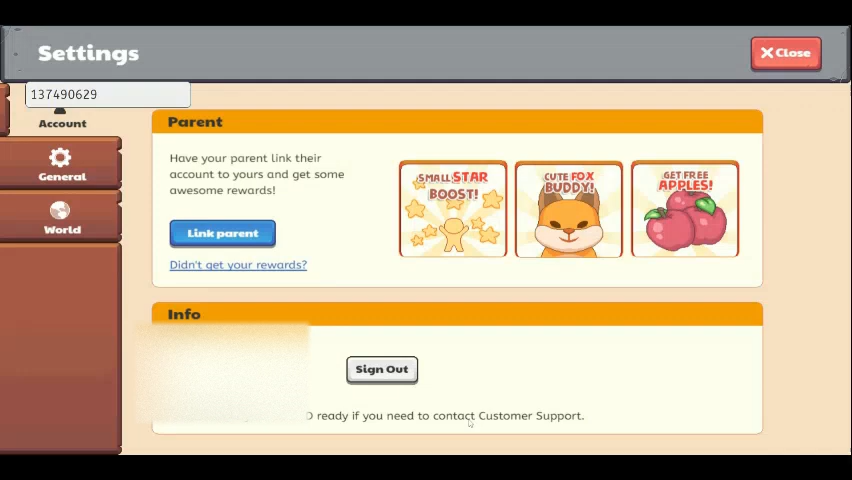 Settings
Close
137490629
Account
General
World
Parent
Have your parent link their
account to yours and get some
awesome rewards!
Link parent
Didn't get your rewards?
SMALL STAR
BOOST!
CUTE FOX
BUDDY!
GET FREE
APPLES!
Info
Sign Out
ready if you need to contact Customer Support.